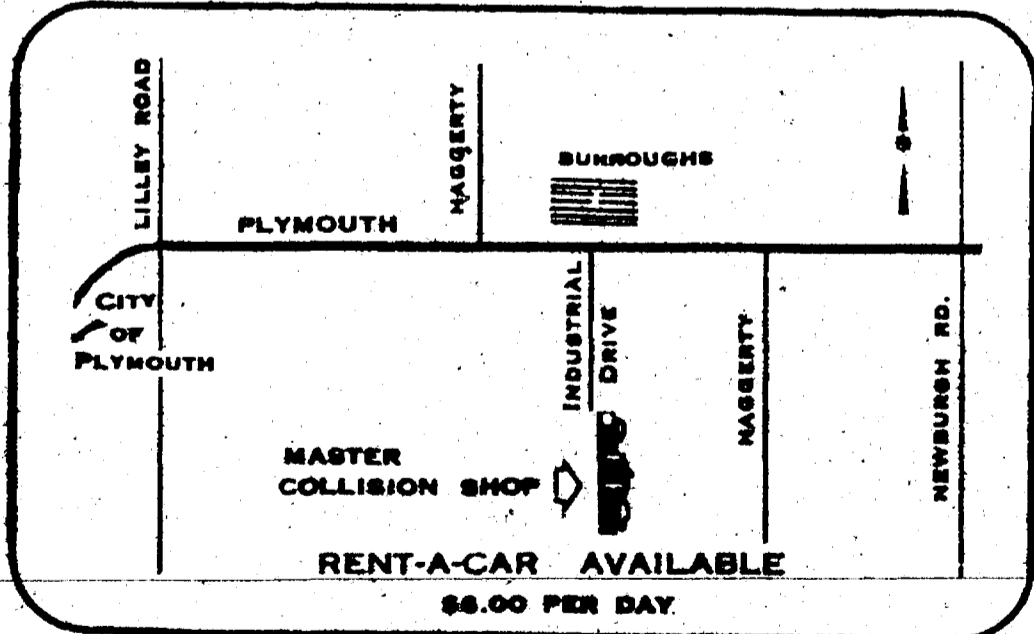 LILLEY ROAD
HAGGERTY
BURROUGHS
PLYMOUTH
CITY
OF
PLYMOUTH
INDUSTRIAL
DRIVE
HAGGERTY
NEWBURGH RD.
MASTER
COLLISION SHOP
RENT-A-CAR AVAILABLE
$6.00 PER DAY